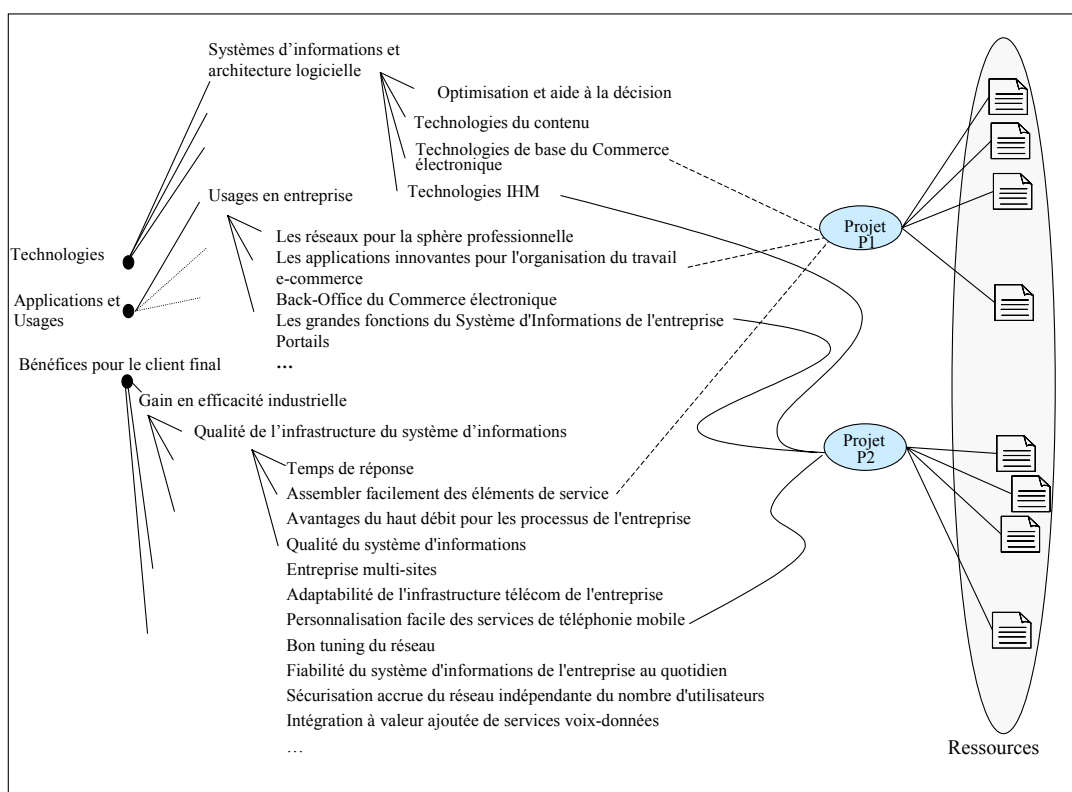 Systèmes d'informations et
architecture logicielle
Optimisation et aide à la décision
Technologies du contenu
Technologies de base du Commerce
électronique
Technologies IHM
Usages en entreprise
Les réseaux pour la sphère professionnelle
Les applications innovantes pour l'organisation du travail
e-commerce
Back-Office du Commerce électronique
Les grandes fonctions du Système d'Informations de l'entreprise
Portails
...
Technologies
Applications et
Usages
Bénéfices pour le client final
Gain en efficacité industrielle
Qualité de l'infrastructure du système d'informations
Temps de réponse
Assembler facilement des éléments de service
Avantages du haut débit pour les processus de l'entreprise
Qualité du système d'informations
Entreprise multi-sites
Adaptabilité de l'infrastructure télécom de l'entreprise
Personnalisation facile des services de téléphonie mobile
Bon tuning du réseau
Fiabilité du système d'informations de l'entreprise au quotidien
Sécurisation accrue du réseau indépendante du nombre d'utilisateurs
Intégration à valeur ajoutée de services voix-données
…
Projet
P1
Projet
P2
Ressources